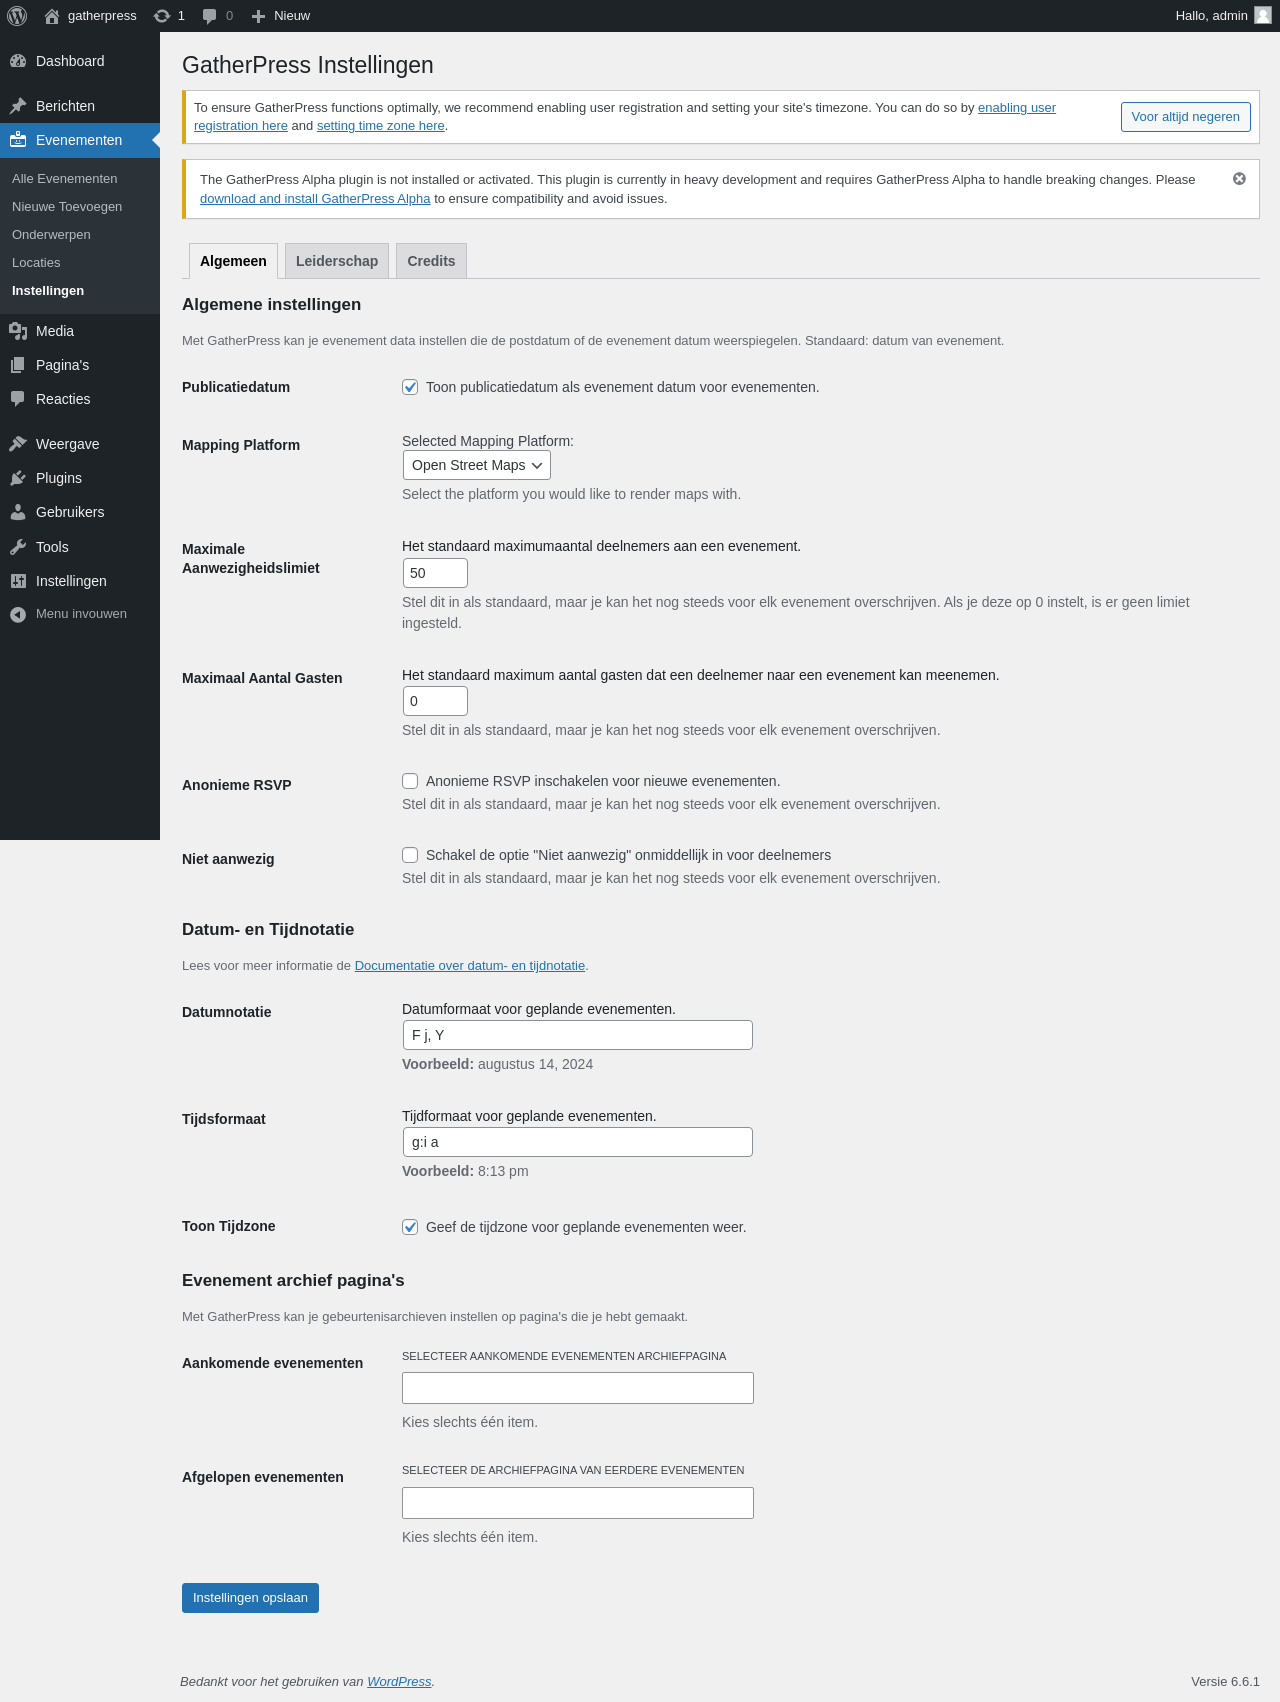 gatherpress 1 0 Nieuw Hallo, admin
Dashboard
Berichten
Evenementen
Alle Evenementen
Nieuwe Toevoegen
Onderwerpen
Locaties
Instellingen
Media
Pagina's
Reacties
Weergave
Plugins
Gebruikers
Tools
Instellingen
Menu invouwen
GatherPress Instellingen
To ensure GatherPress functions optimally, we recommend enabling user registration and setting your site's timezone. You can do so by enabling user
registration here and setting time zone here.
Voor altijd negeren
The GatherPress Alpha plugin is not installed or activated. This plugin is currently in heavy development and requires GatherPress Alpha to handle breaking changes. Please
download and install GatherPress Alpha to ensure compatibility and avoid issues.
Algemeen Leiderschap Credits
Algemene instellingen
Met GatherPress kan je evenement data instellen die de postdatum of de evenement datum weerspiegelen. Standaard: datum van evenement.
Publicatiedatum
Toon publicatiedatum als evenement datum voor evenementen.
Mapping Platform
Selected Mapping Platform:
Open Street Maps
Select the platform you would like to render maps with.
Maximale
Aanwezigheidslimiet
Het standaard maximumaantal deelnemers aan een evenement.
50
Stel dit in als standaard, maar je kan het nog steeds voor elk evenement overschrijven. Als je deze op 0 instelt, is er geen limiet
ingesteld.
Maximaal Aantal Gasten
Het standaard maximum aantal gasten dat een deelnemer naar een evenement kan meenemen.
0
Stel dit in als standaard, maar je kan het nog steeds voor elk evenement overschrijven.
Anonieme RSVP
Anonieme RSVP inschakelen voor nieuwe evenementen.
Stel dit in als standaard, maar je kan het nog steeds voor elk evenement overschrijven.
Niet aanwezig
Schakel de optie "Niet aanwezig" onmiddellijk in voor deelnemers
Stel dit in als standaard, maar je kan het nog steeds voor elk evenement overschrijven.
Datum- en Tijdnotatie
Lees voor meer informatie de Documentatie over datum- en tijdnotatie.
Datumnotatie
Datumformaat voor geplande evenementen.
F j, Y
Voorbeeld: augustus 14, 2024
Tijdsformaat
Tijdformaat voor geplande evenementen.
g:i a
Voorbeeld: 8:13 pm
Toon Tijdzone
Geef de tijdzone voor geplande evenementen weer.
Evenement archief pagina's
Met GatherPress kan je gebeurtenisarchieven instellen op pagina's die je hebt gemaakt.
Aankomende evenementen
SELECTEER AANKOMENDE EVENEMENTEN ARCHIEFPAGINA
Kies slechts één item.
Afgelopen evenementen
SELECTEER DE ARCHIEFPAGINA VAN EERDERE EVENEMENTEN
Kies slechts één item.
Instellingen opslaan
Bedankt voor het gebruiken van WordPress.
Versie 6.6.1